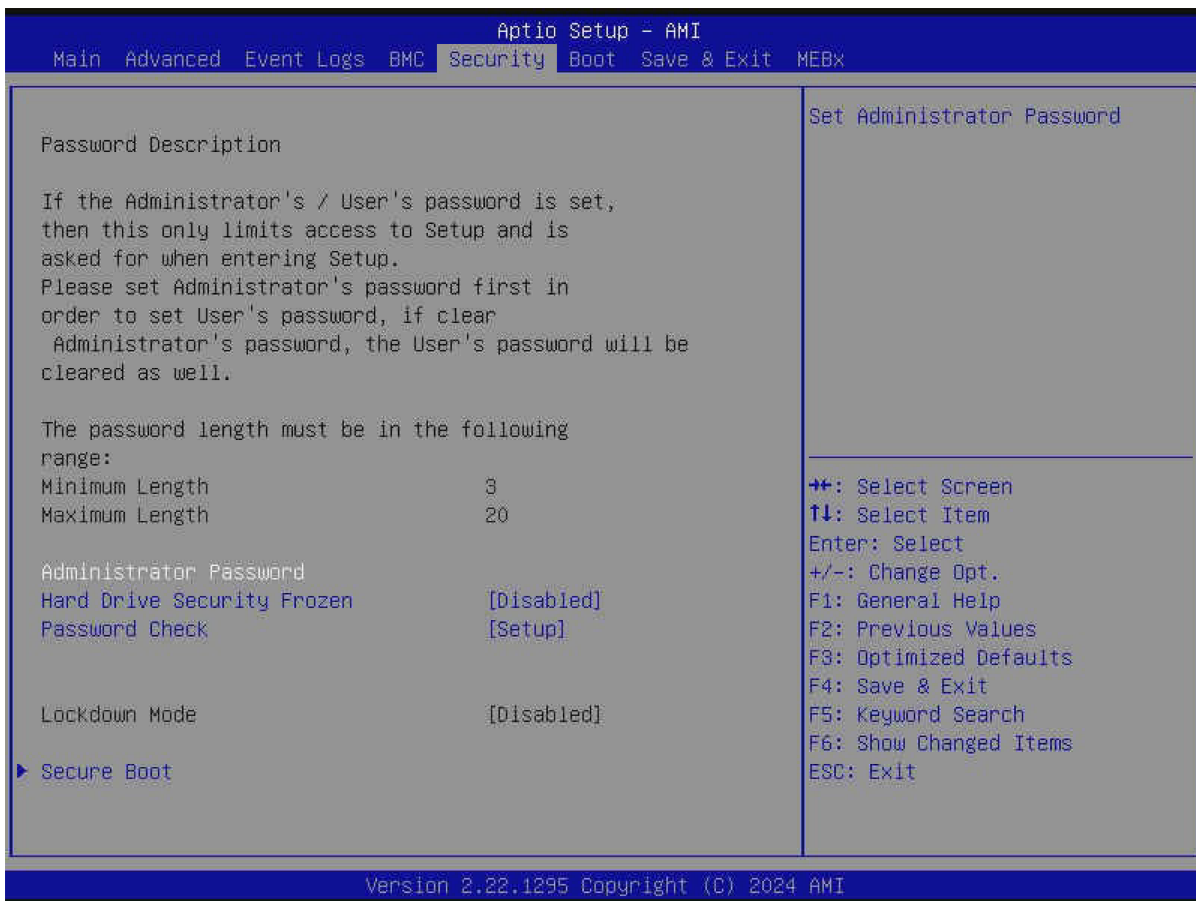 Aptio Setup - AMI
Main Advanced Event Logs BMC Security Boot Save & Exit MEBx
Password Description
If the Administrator's / User's password is set,
then this only limits access to Setup and is
asked for when entering Setup.
Please set Administrator's password first in
order to set User's password, if clear
Administrator's password, the User's password will be
cleared as well.
The password length must be in the following
range:
Minimum Length 3
Maximum Length 20
Administrator Password
Hard Drive Security Frozen [Disabled]
Password Check [Setup]
Lockdown Mode [Disabled]
▶ Secure Boot
Set Administrator Password
→←: Select Screen
↑↓: Select Item
Enter: Select
+/-: Change Opt.
F1: General Help
F2: Previous Values
F3: Optimized Defaults
F4: Save & Exit
F5: Keyword Search
F6: Show Changed Items
ESC: Exit
Version 2.22.1295 Copyright (C) 2024 AMI